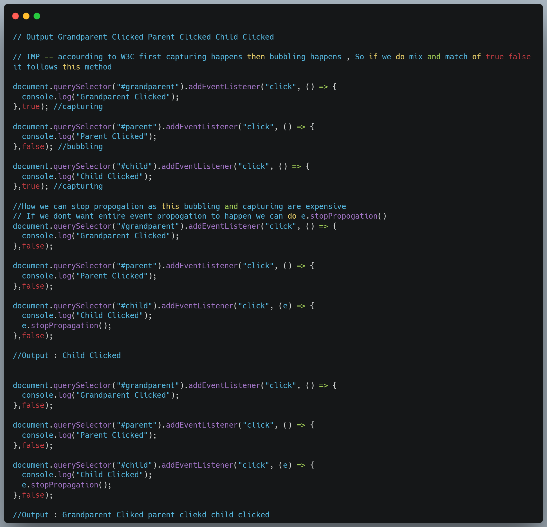 // Output Grandparent Clicked Parent Clicked Child Clicked
// IMP -- accourding to W3C first capturing happens then bubbling happens , So if we do mix and match of true false
it follows this method
document.querySelector("#grandparent").addEventListener("click", () => {
console.log("Grandparent Clicked");
},true); //capturing
document.querySelector("#parent").addEventListener("click", () => {
console.log("Parent Clicked");
},false); //bubbling
document.querySelector("#child").addEventListener("click", () => {
console.log("Child Clicked");
},true); //capturing
//How we can stop propogation as this bubbling and capturing are expensive
// If we dont want entire event propogation to happen we can do e.stopPropogation()
document.querySelector("#grandparent").addEventListener("click", () => {
console.log("Grandparent Clicked");
},false);
document.querySelector("#parent").addEventListener("click", () => {
console.log("Parent Clicked");
},false);
document.querySelector("#child").addEventListener("click", (e) => {
console.log("Child Clicked");
e.stopPropagation();
},false);
//Output : Child Clicked
document.querySelector("#grandparent").addEventListener("click", () => {
console.log("Grandparent Clicked");
},false);
document.querySelector("#parent").addEventListener("click", () => {
console.log("Parent Clicked");
},false);
document.querySelector("#child").addEventListener("click", (e) => {
console.log("Child Clicked");
e.stopPropagation();
},false);
//Output : Grandparent Cliked parent cliekd child clicked